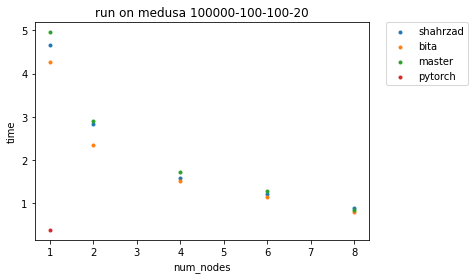 run on medusa 100000-100-100-20
shahrzad
bita
master
pytorch
5
4
3
2
1
time
1 2 3 4 5 6 7 8
num_nodes